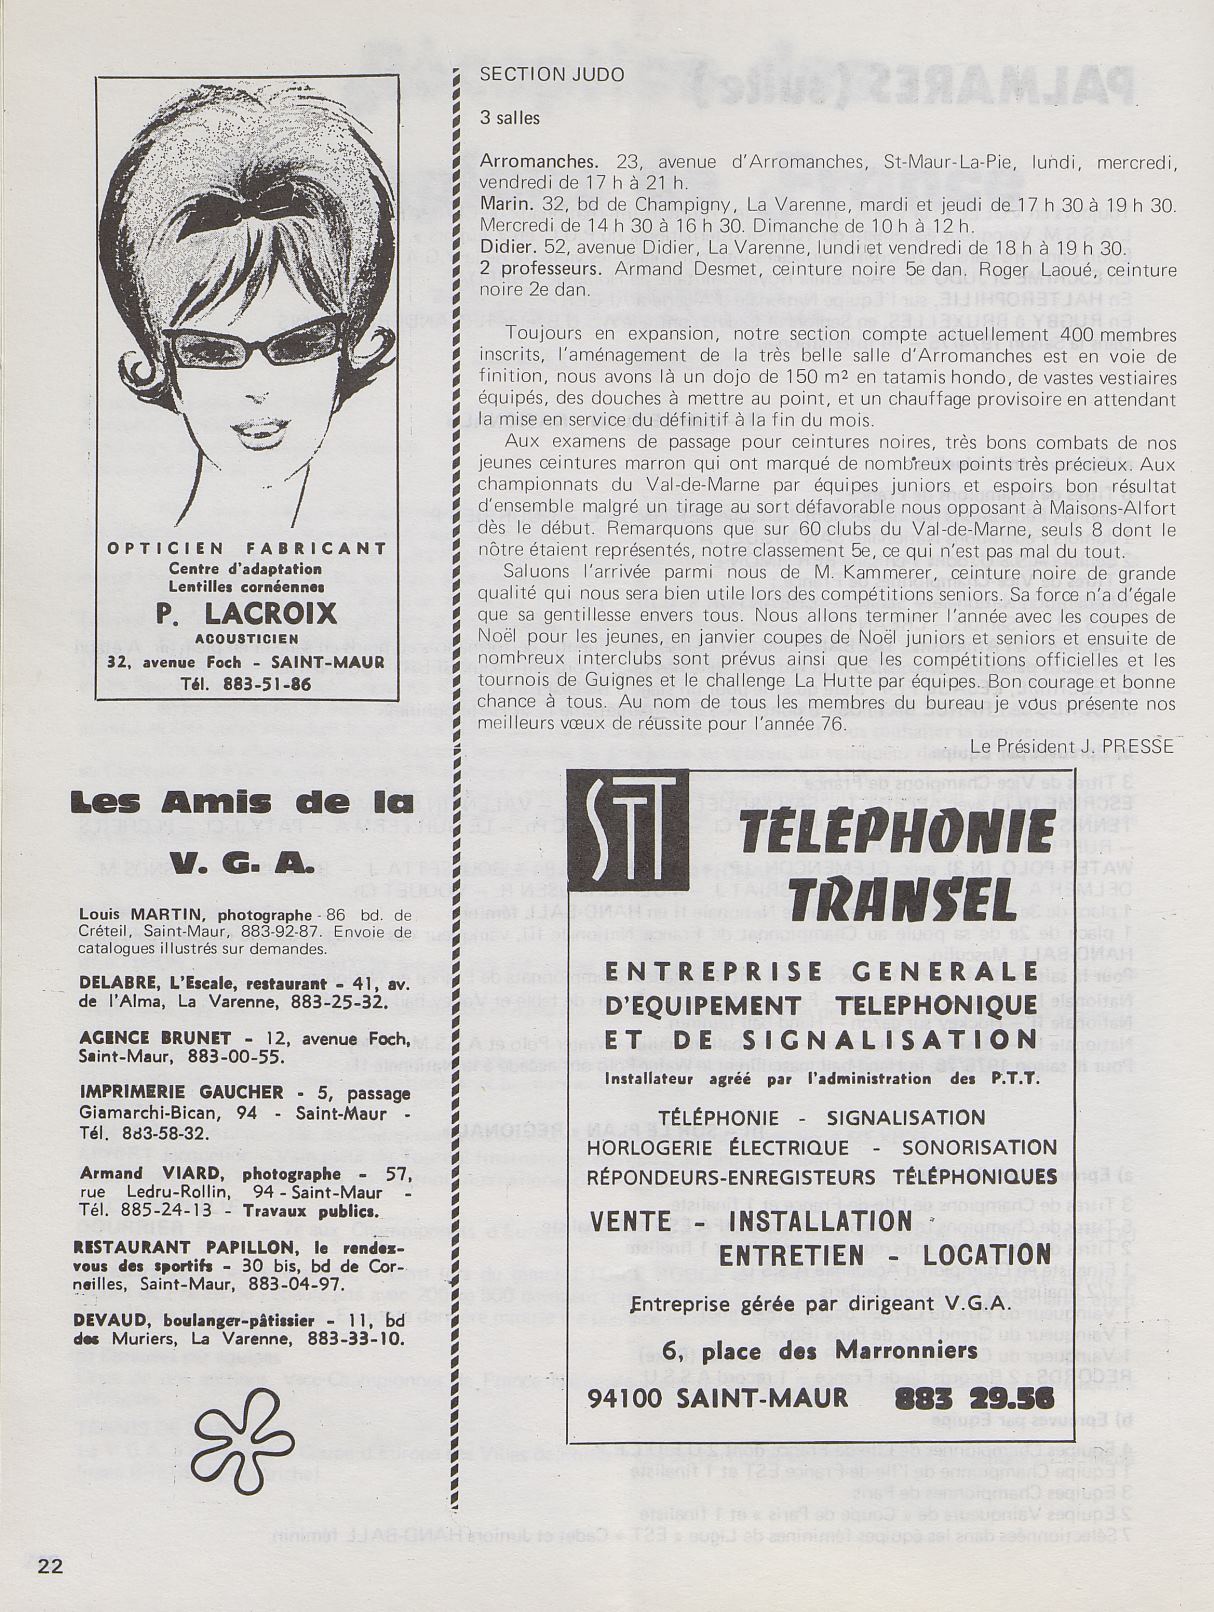 OPTICIEN FABRICANT
Centre d'adaptation
Lentilles cornéennes
P. LACROIX
ACOUSTICIEN
32, avenue Foch - SAINT-MAUR
Tél. 883-51-86
Les Amis de la
V. G. A.
Louis MARTIN, photographe - 86 bd. de
Créteil, Saint-Maur, 883-92-87. Envoie de
catalogues illustrés sur demandes.
DELABRE, L'Escale, restaurant - 41, av.
de l'Alma, La Varenne, 883-25-32.
AGENCE BRUNET - 12, avenue Foch,
Saint-Maur, 883-00-55.
IMPRIMERIE GAUCHER - 5, passage
Giamarchi-Bican, 94 - Saint-Maur -
Tél. 883-58-32.
Armand VIARD, photographe - 57,
rue Ledru-Rollin, 94 - Saint-Maur -
Tél. 885-24-13 - Travaux publics.
RESTAURANT PAPILLON, le rendez-
vous des sportifs - 30 bis, bd de Cor-
neilles, Saint-Maur, 883-04-97.
DEVAUD, boulanger-pâtissier - 11, bd
des Muriers, La Varenne, 883-33-10.
22
SECTION JUDO
3 salles
Arromanches. 23, avenue d'Arromanches, St-Maur-La-Pie, lundi, mercredi,
vendredi de 17 h à 21 h.
Marin. 32, bd de Champigny, La Varenne, mardi et jeudi de 17 h 30 à 19 h 30.
Mercredi de 14 h 30 à 16 h 30. Dimanche de 10 h à 12 h.
Didier. 52, avenue Didier, La Varenne, lundi et vendredi de 18 h à 19 h 30.
2 professeurs. Armand Desmet, ceinture noire 5e dan. Roger Laoué, ceinture
noire 2e dan.
Toujours en expansion, notre section compte actuellement 400 membres
inscrits, l'aménagement de la très belle salle d'Arromanches est en voie de
finition, nous avons là un dojo de 150 m² en tatamis hondo, de vastes vestiaires
équipés, des douches à mettre au point, et un chauffage provisoire en attendant
la mise en service du définitif à la fin du mois.
Aux examens de passage pour ceintures noires, très bons combats de nos
jeunes ceintures marron qui ont marqué de nombreux points très précieux. Aux
championnats du Val-de-Marne par équipes juniors et espoirs bon résultat
d'ensemble malgré un tirage au sort défavorable nous opposant à Maisons-Alfort
dès le début. Remarquons que sur 60 clubs du Val-de-Marne, seuls 8 dont le
nôtre étaient représentés, notre classement 5e, ce qui n'est pas mal du tout.
Saluons l'arrivée parmi nous de M. Kammerer, ceinture noire de grande
qualité qui nous sera bien utile lors des compétitions seniors. Sa force n'a d'égale
que sa gentillesse envers tous. Nous allons terminer l'année avec les coupes de
Noël pour les jeunes, en janvier coupes de Noël juniors et seniors et ensuite de
nombreux interclubs sont prévus ainsi que les compétitions officielles et les
tournois de Guignes et le challenge La Hutte par équipes. Bon courage et bonne
chance à tous. Au nom de tous les membres du bureau je vous présente nos
meilleurs vœux de réussite pour l'année 76.
Le Président J. PRESSE
STT
TÉLÉPHONIE
TRANSEL
ENTREPRISE GENERALE
D'EQUIPEMENT TELEPHONIQUE
ET DE SIGNALISATION
Installateur agréé par l'administration des P.T.T.
TÉLÉPHONIE - SIGNALISATION
HORLOGERIE ÉLECTRIQUE - SONORISATION
RÉPONDEURS-ENREGISTEURS TÉLÉPHONIQUES
VENTE - INSTALLATION
ENTRETIEN - LOCATION
Entreprise gérée par dirigeant V.G.A.
6, place des Marronniers
94100 SAINT-MAUR 883 29.56